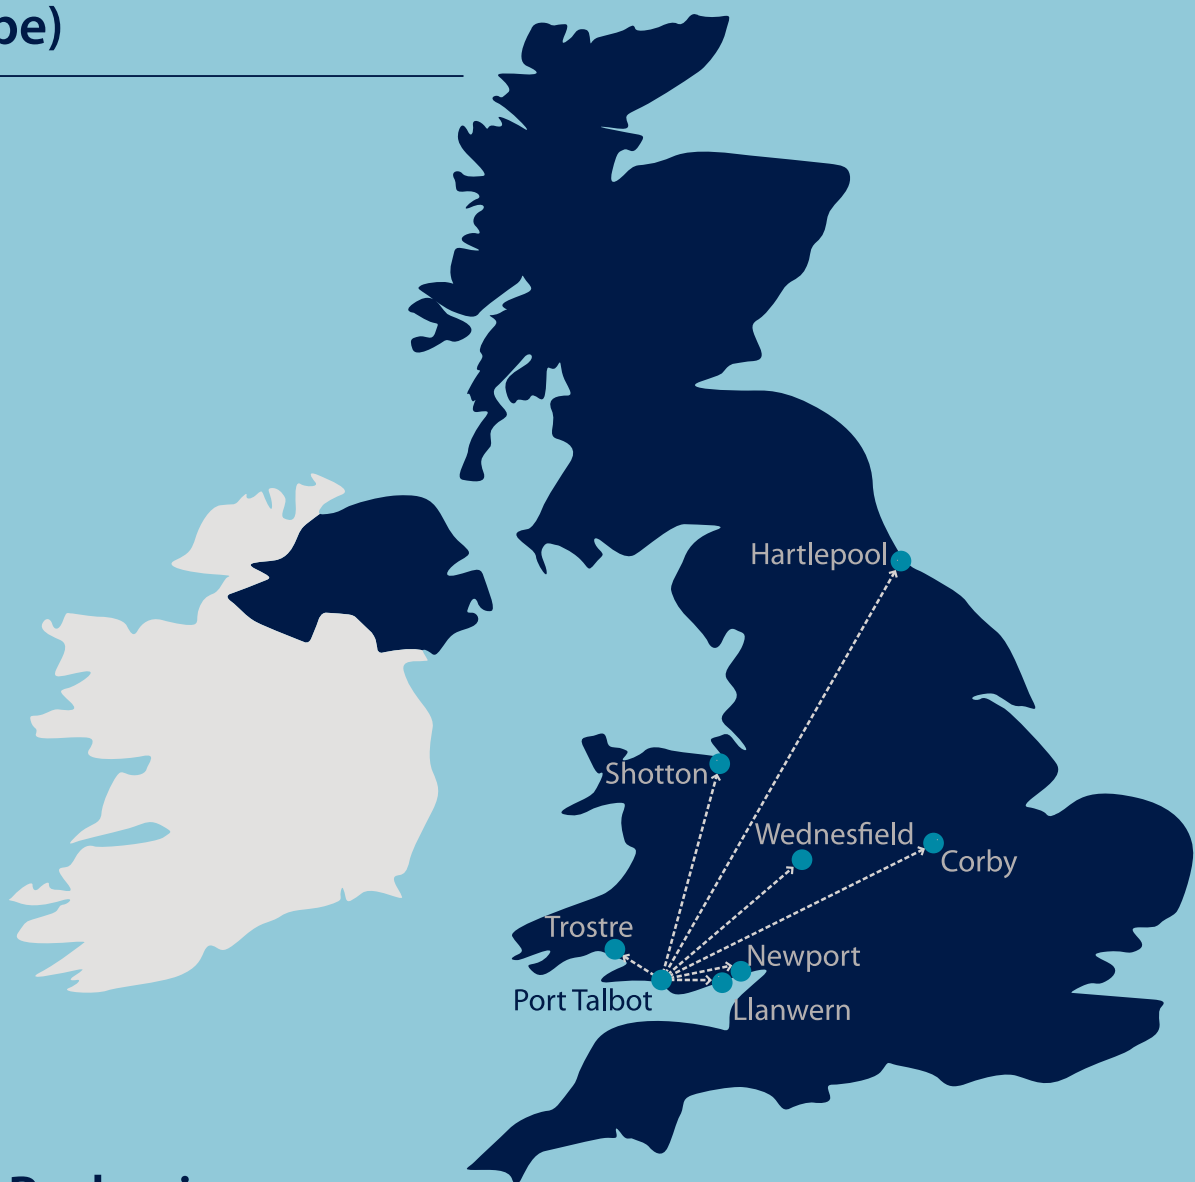 pe)
Hartlepool
Shotton
Wednesfield
Corby
Trostre
Newport
Port Talbot
Llanwern